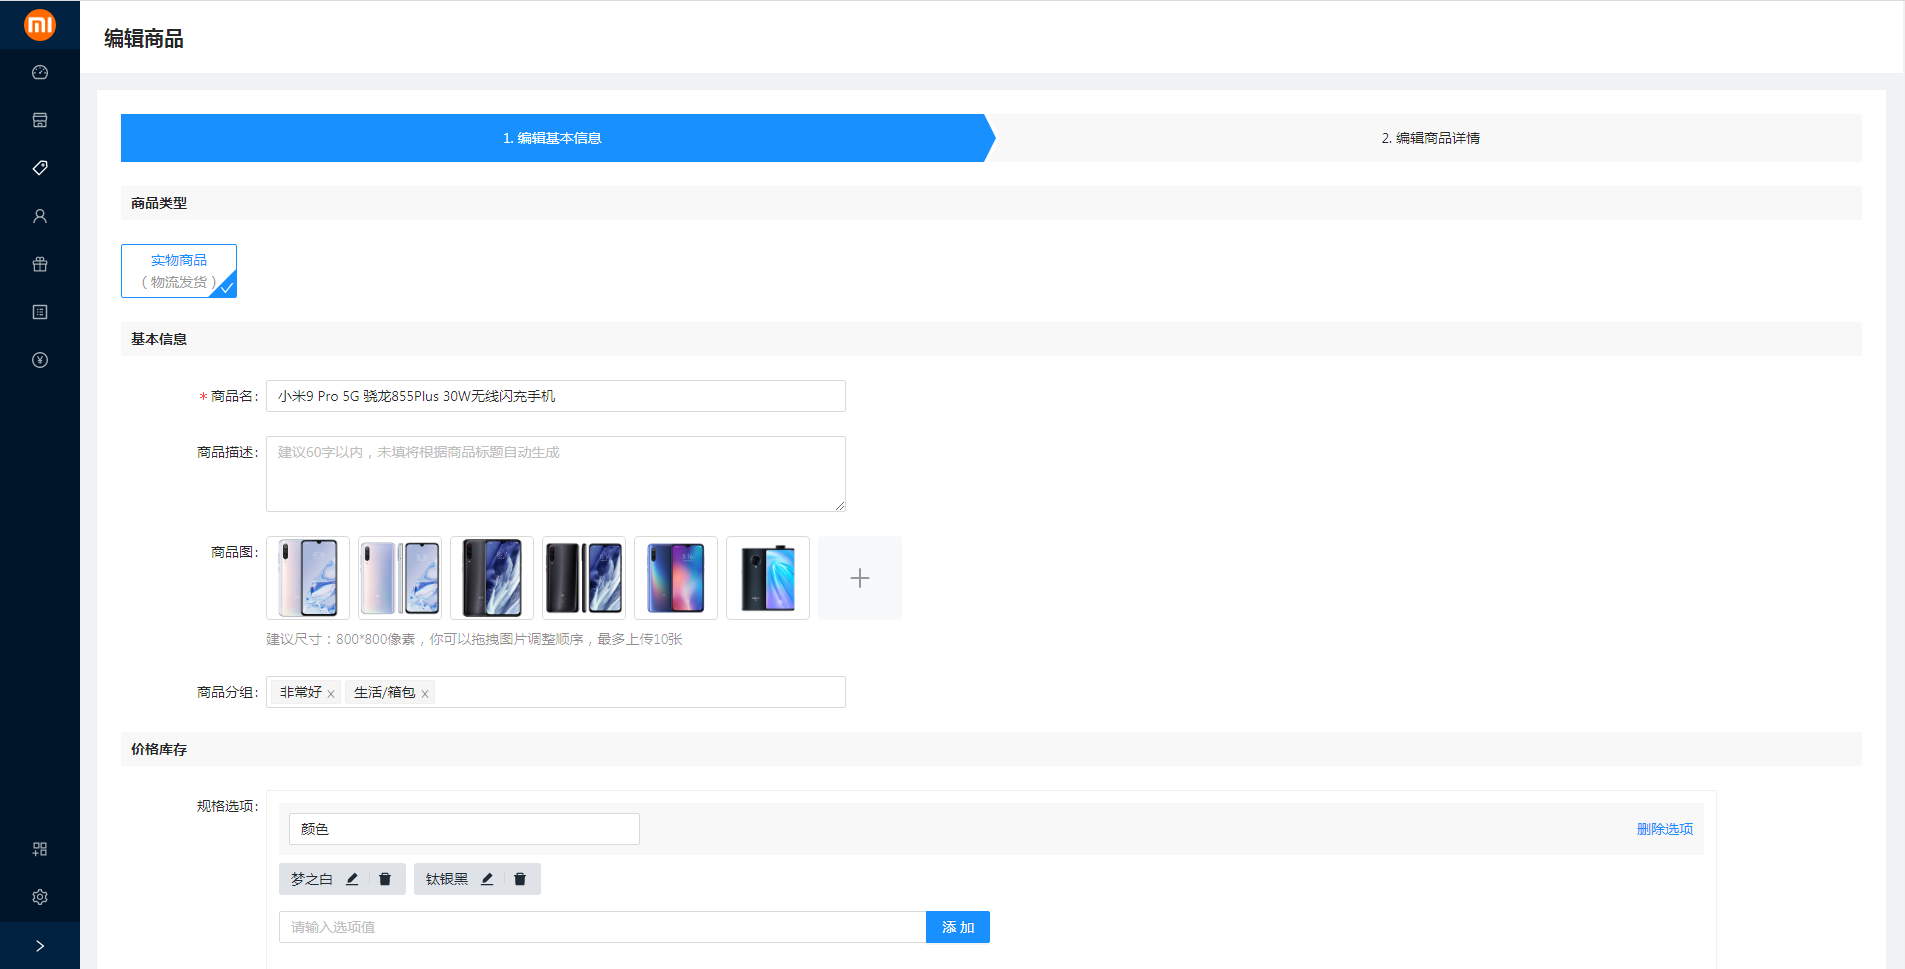 编辑商品
1. 编辑基本信息
2. 编辑商品详情
商品类型
实物商品
（ 物流发货 ）
基本信息
* 商品名:
小米9 Pro 5G 骁龙855Plus 30W无线闪充手机
商品描述:
建议60字以内，未填将根据商品标题自动生成
商品图:
建议尺寸：800*800像素，你可以拖拽图片调整顺序，最多上传10张
商品分组:
非常好 x 生活/箱包 x
价格库存
规格选项:
颜色
删除选项
梦之白 钛银黑
请输入选项值
添 加